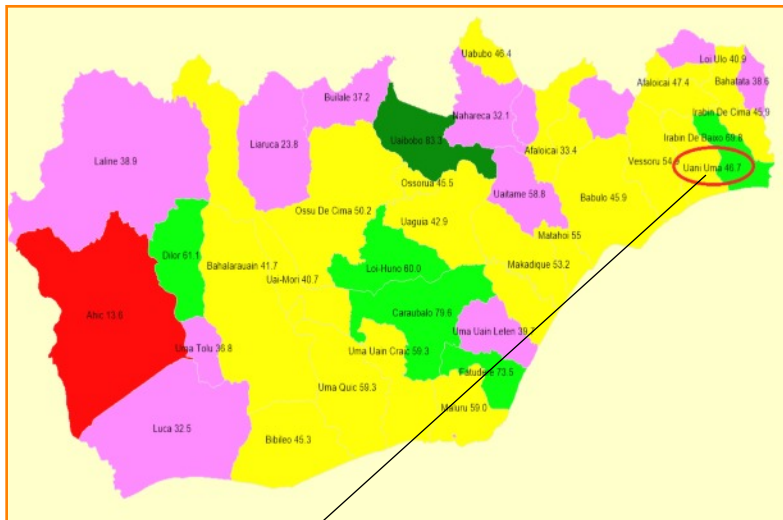 Uabubo 46.4
Loi Ulo 40.9
Bahatata 38.6
Afaloicai 47.4
Builale 37.2
Nahareca 32.1
Irabin De Cima 45.9
Irabin De Baixo 69.8
Liaruca 23.8
Uaibobo 83.3
Afaloicai 33.4
Laline 38.9
Vessoru 54.5
Uani Uma 46.7
Ossorua 45.5
Uaitame 58.8
Babulo 45.9
Ossu De Cima 50.2
Uaguia 42.9
Matahoi 55
Dilor 61.1
Bahalarauain 41.7
Uai-Mori 40.7
Loi-Huno 60.0
Makadique 53.2
Ahic 13.6
Caraubalo 79.6
Uma Uain Leten 39.7
Uma Tolu 36.8
Uma Uain Craic 59.3
Fatudere 73.5
Uma Quic 59.3
Maluru 59.0
Luca 32.5
Bibileo 45.3